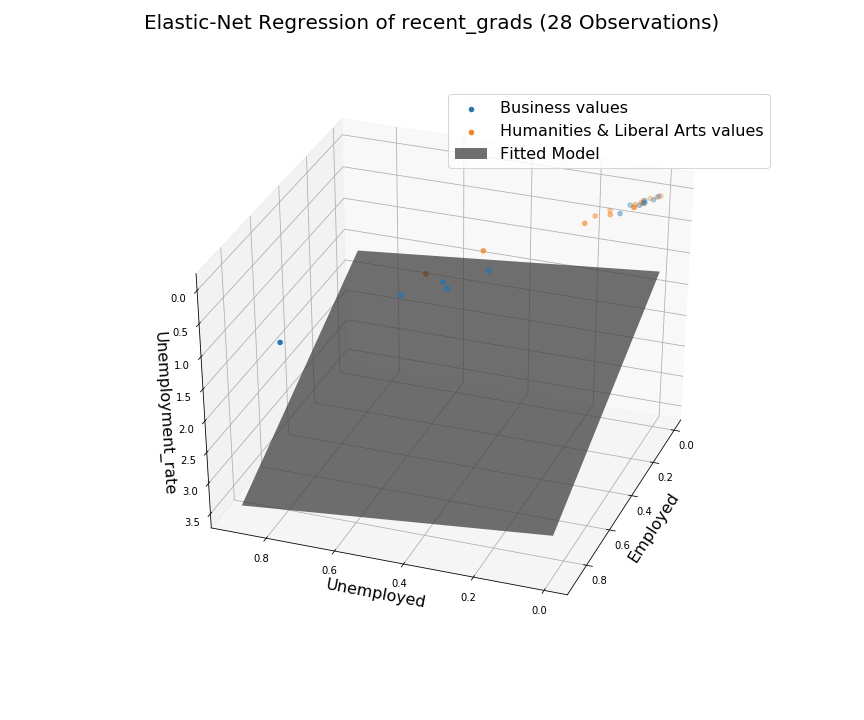 Elastic-Net Regression of recent_grads (28 Observations)
Business values
Humanities & Liberal Arts values
Fitted Model
Unemployment_rate
0.0
0.5
1.0
1.5
2.0
2.5
3.0
3.5
Unemployed
0.8
0.6
0.4
0.2
0.0
Employed
0.0
0.2
0.4
0.6
0.8